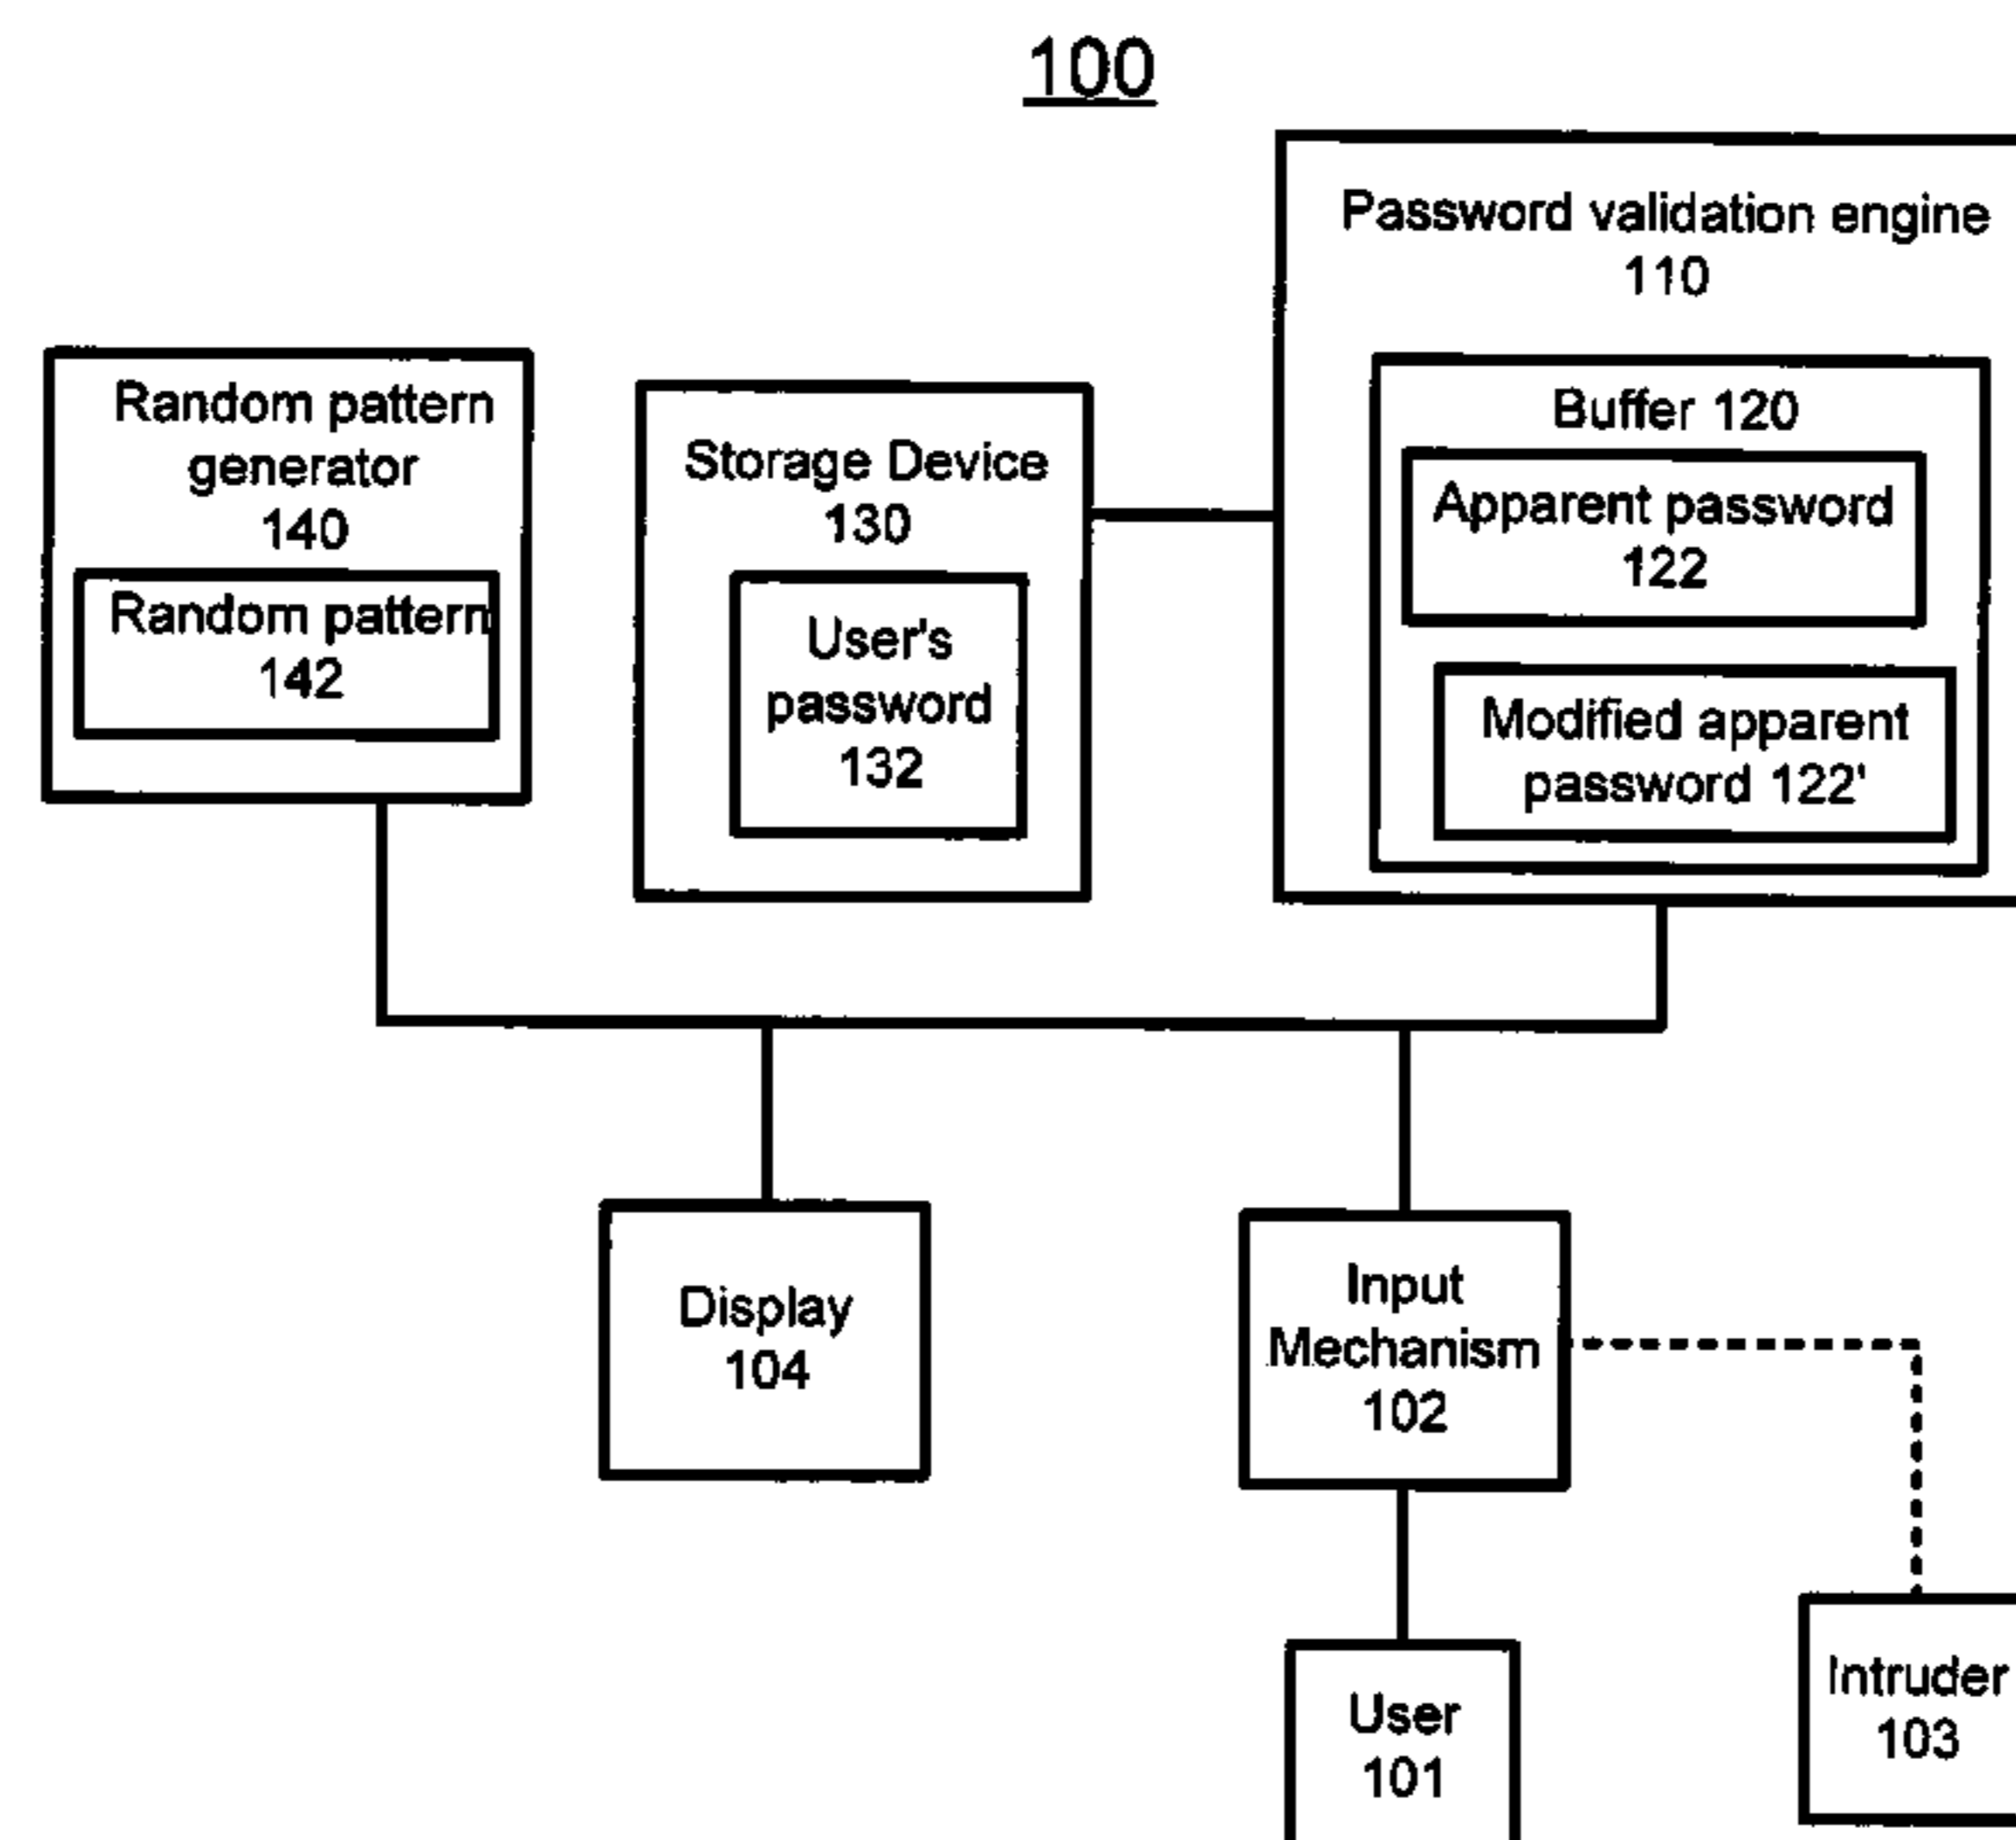 100
Password validation engine
110
Buffer 120
Apparent password
122
Modified apparent
password 122'
Random pattern
generator
140
Random pattern
142
Storage Device
130
User's
password
132
Display
104
Input
Mechanism
102
User
101
Intruder
103